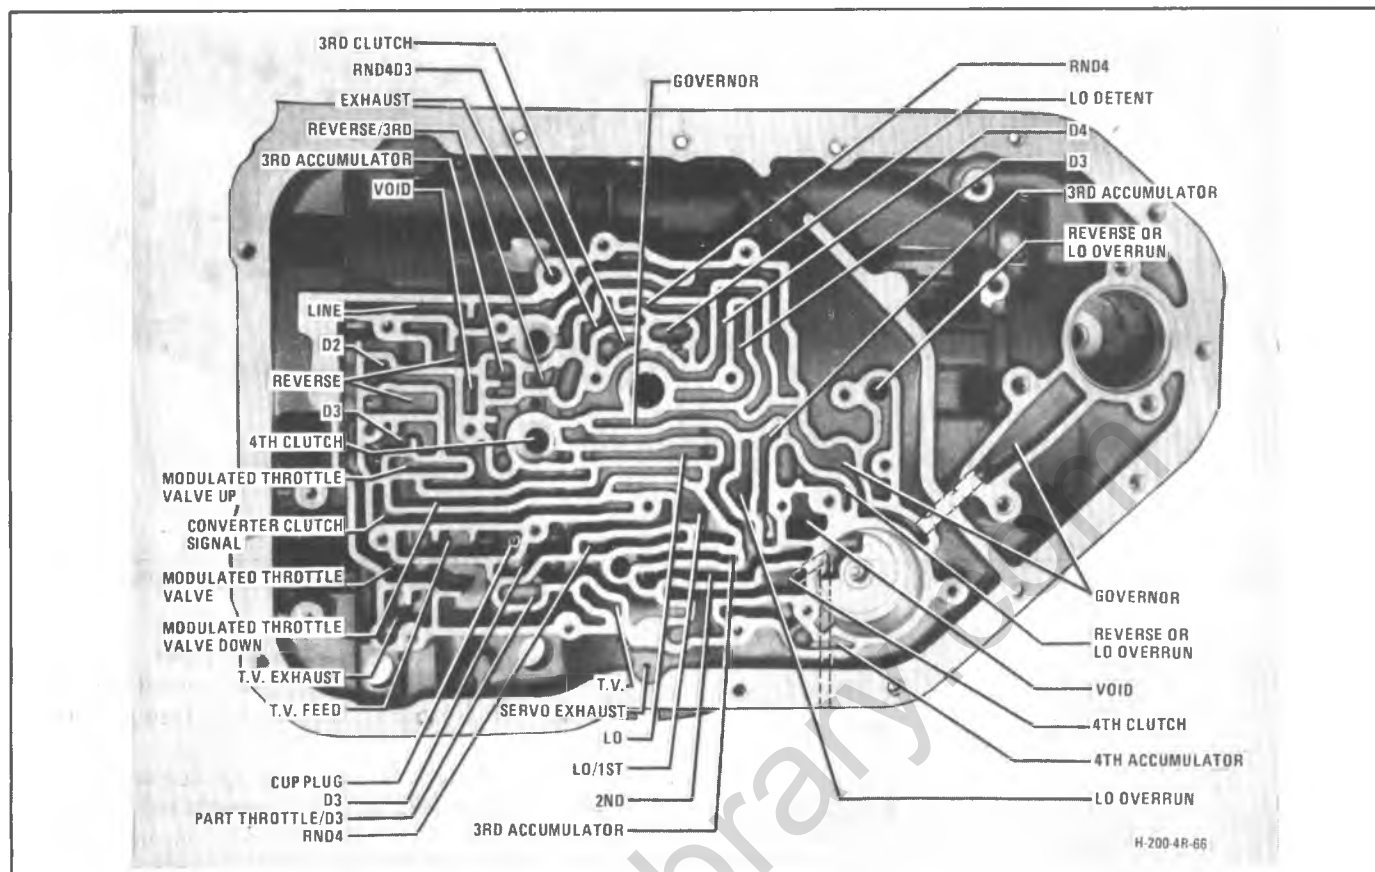 3RD CLUTCH
RND4D3
EXHAUST
REVERSE/3RD
3RD ACCUMULATOR
VOID
GOVERNOR
RND4
LO DETENT
D4
D3
3RD ACCUMULATOR
REVERSE OR
LO OVERRUN
LINE
D2
REVERSE
D3
4TH CLUTCH
MODULATED THROTTLE
VALVE UP
CONVERTER CLUTCH
SIGNAL
MODULATED THROTTLE
VALVE
MODULATED THROTTLE
VALVE DOWN
T.V. EXHAUST
T.V. FEED
CUP PLUG
D3
PART THROTTLE/D3
RND4
T.V.
SERVO EXHAUST
LO
LO/1ST
2ND
3RD ACCUMULATOR
GOVERNOR
REVERSE OR
LO OVERRUN
VOID
4TH CLUTCH
4TH ACCUMULATOR
LO OVERRUN
H-200-4R-66